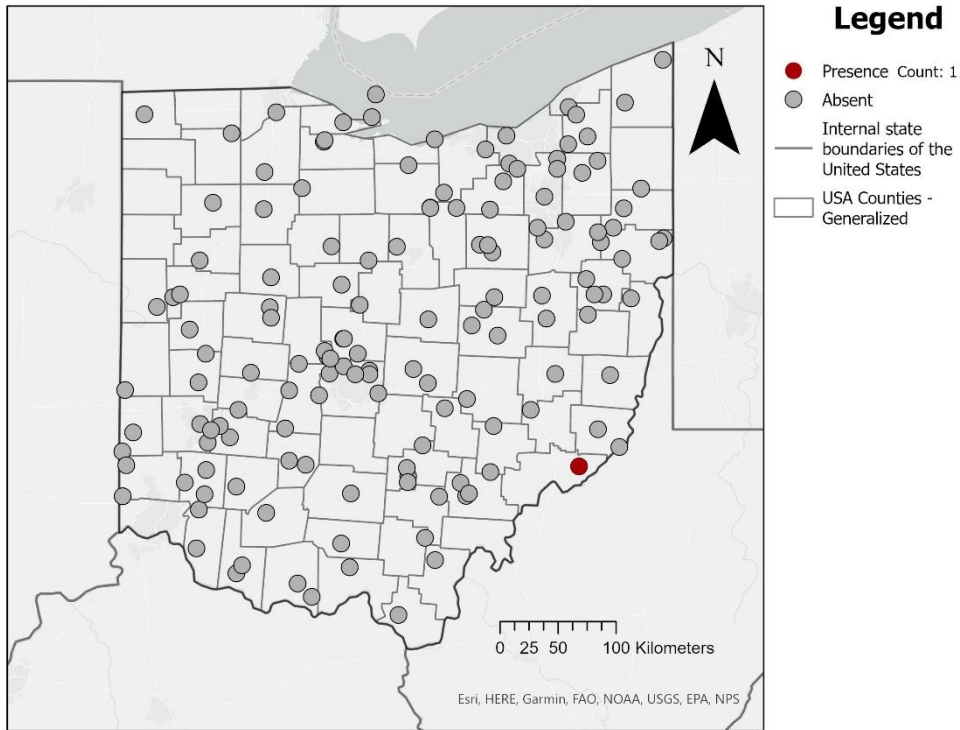 Legend
N
Presence Count: 1
Absent
Internal state
boundaries of the
United States
USA Counties -
Generalized
0 25 50 100 Kilometers
Esri, HERE, Garmin, FAO, NOAA, USGS, EPA, NPS